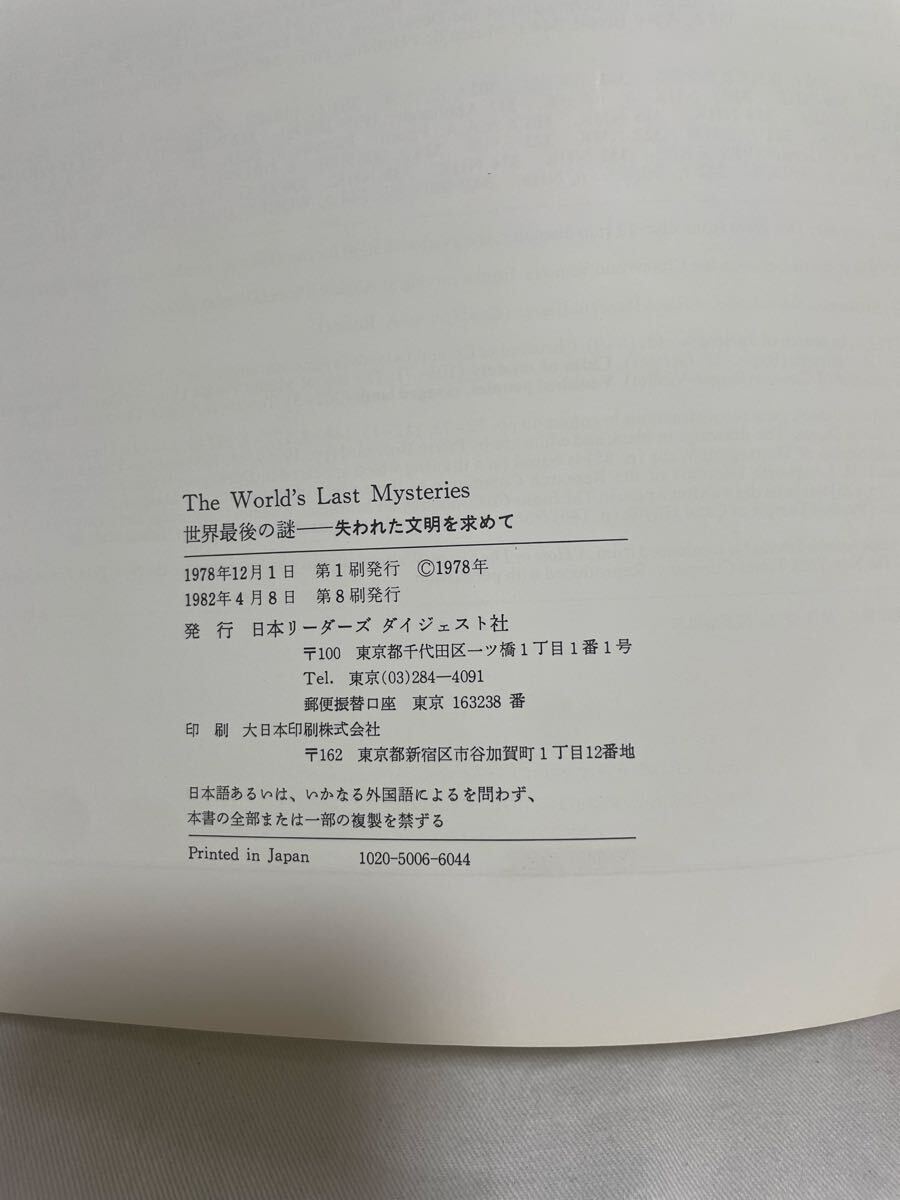 The World's Last Mysteries
世界最後の謎――失われた文明を求めて
1978年12月1日　第1刷発行　©1978年
1982年4月8日　第8刷発行
発　行　日本リーダーズ ダイジェスト社
〒100　東京都千代田区一ツ橋1丁目1番1号
Tel.　東京(03)284―4091
郵便振替口座　東京 163238 番
印　刷　大日本印刷株式会社
〒162　東京都新宿区市谷加賀町1丁目12番地
日本語あるいは、いかなる外国語によるを問わず、
本書の全部または一部の複製を禁ずる
Printed in Japan　1020-5006-6044